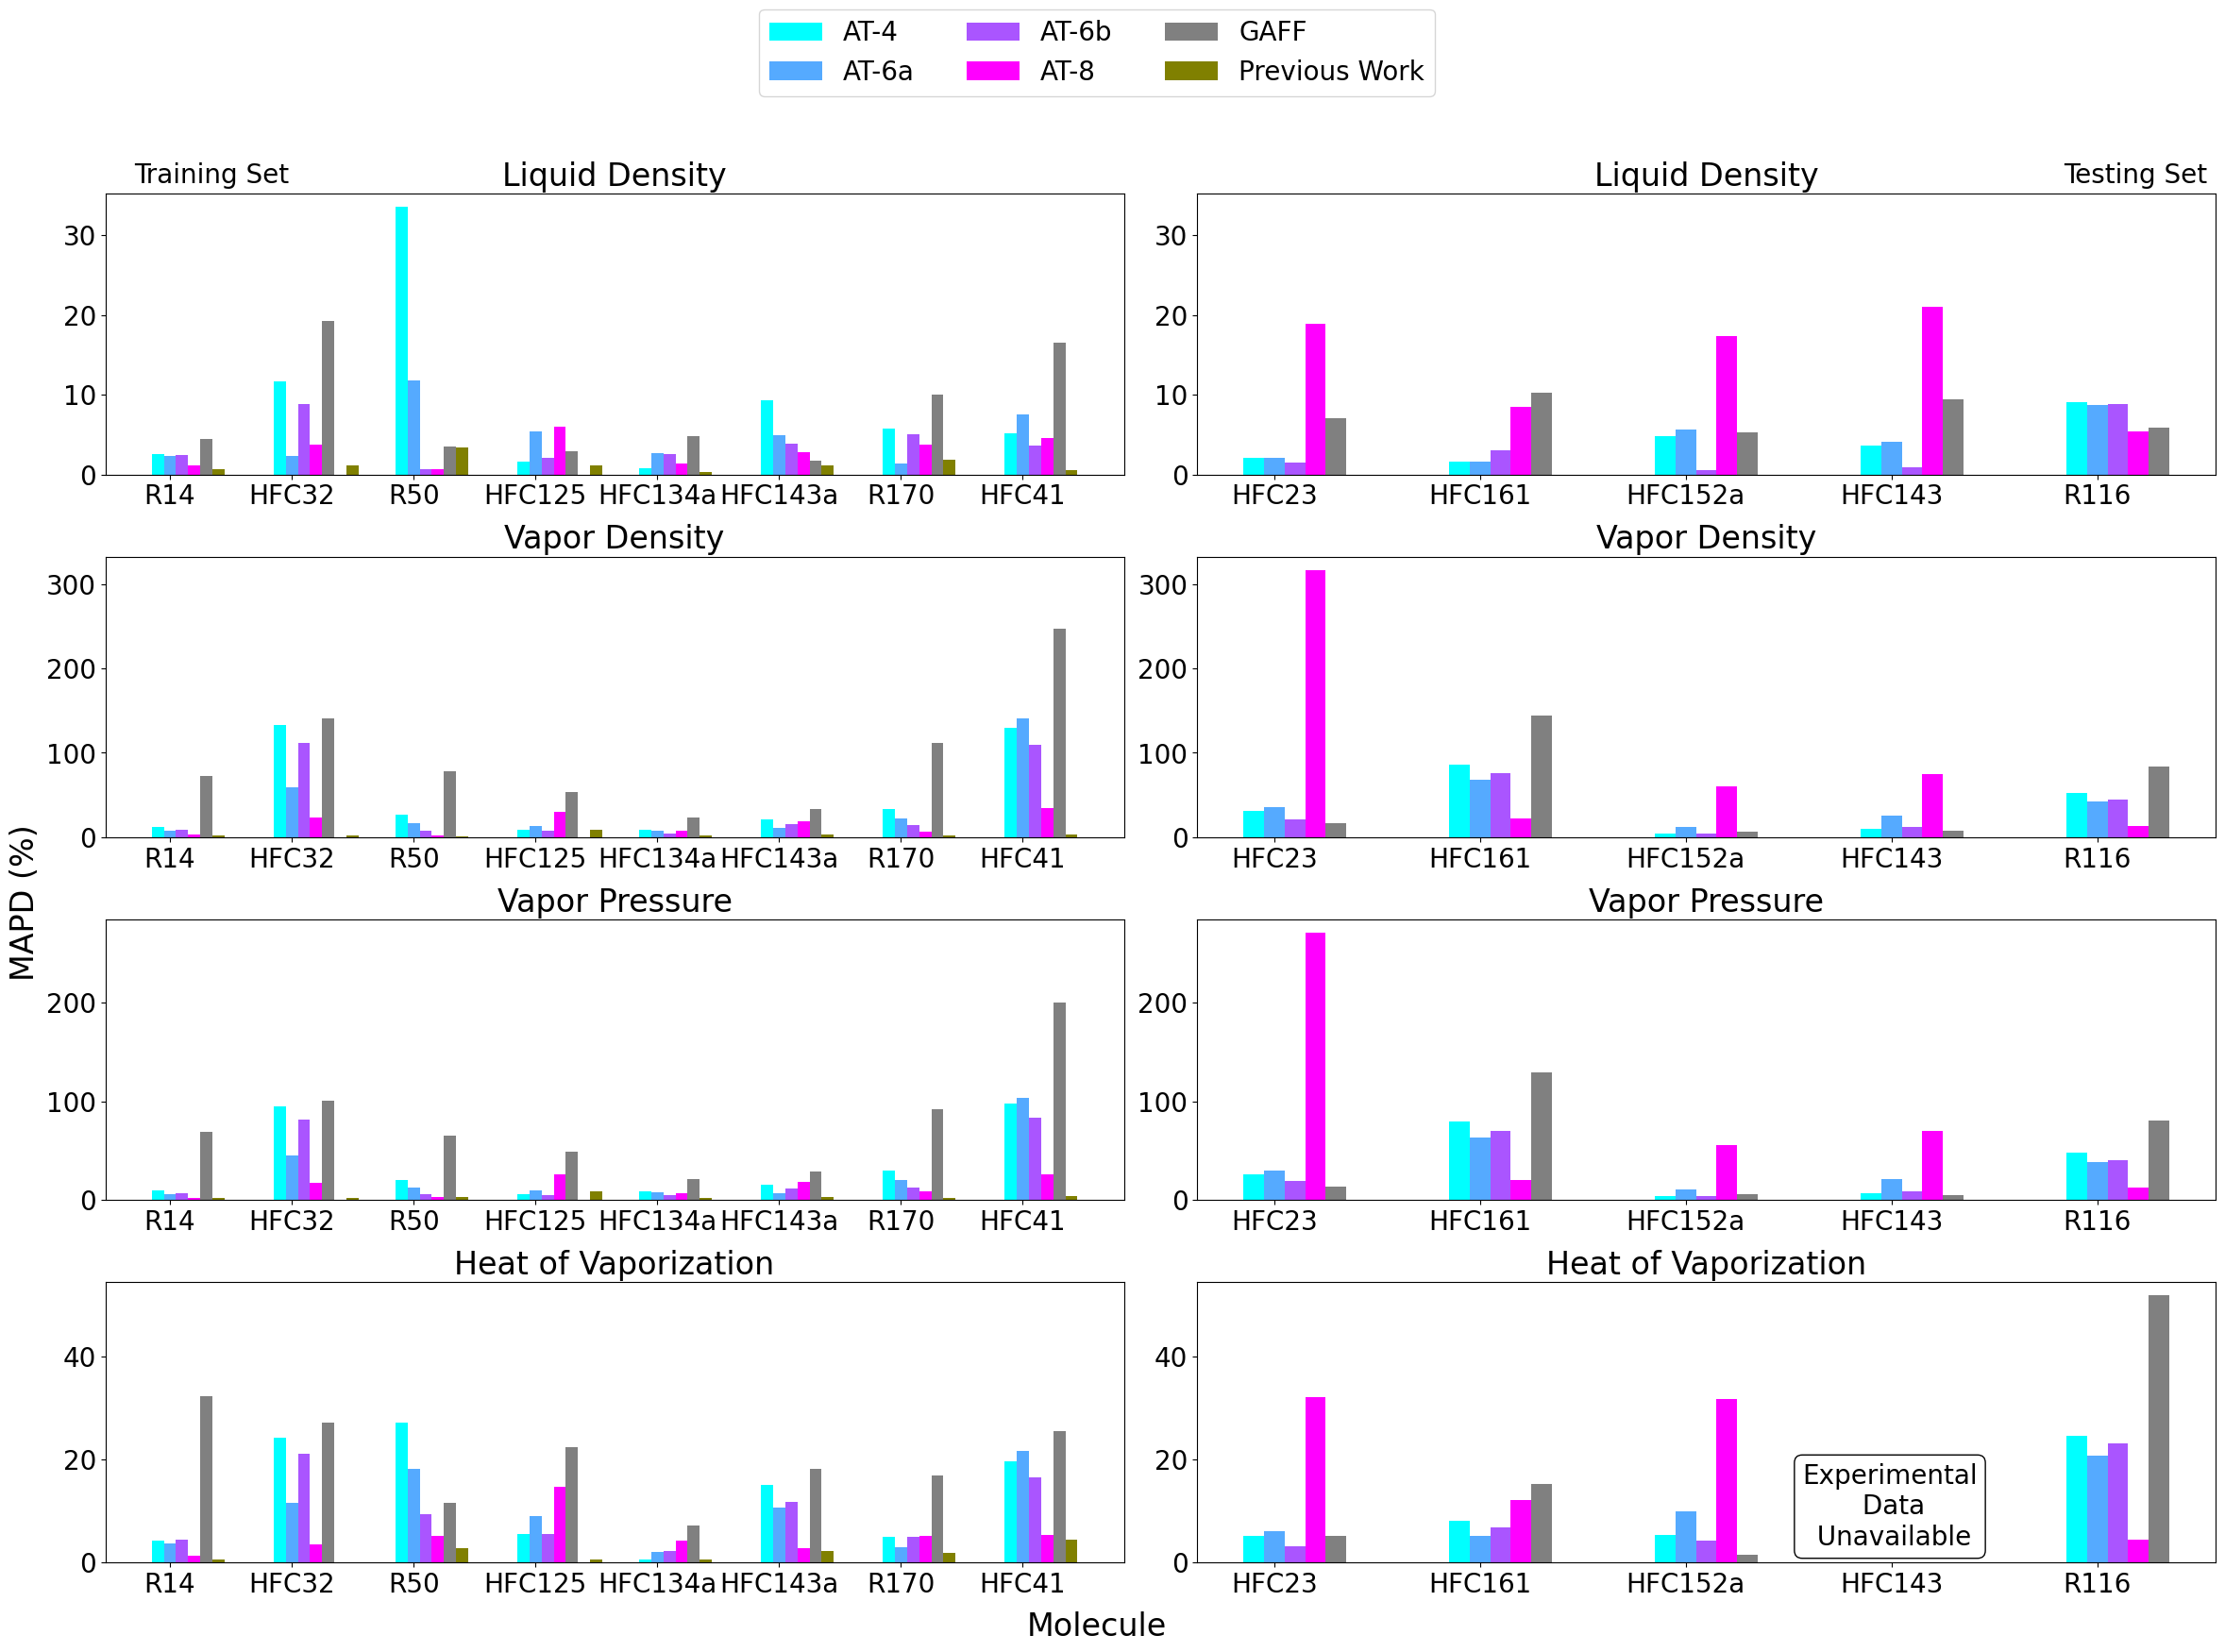 AT-4 AT-6b GAFF
AT-6a AT-8 Previous Work
Training Set Liquid Density
30
20
10
0
R14 HFC32 R50 HFC125 HFC134a HFC143a R170 HFC41
Liquid Density Testing Set
30
20
10
0
HFC23 HFC161 HFC152a HFC143 R116
Vapor Density
300
200
100
0
R14 HFC32 R50 HFC125 HFC134a HFC143a R170 HFC41
Vapor Density
300
200
100
0
HFC23 HFC161 HFC152a HFC143 R116
MAPD (%)
Vapor Pressure
200
100
0
R14 HFC32 R50 HFC125 HFC134a HFC143a R170 HFC41
Vapor Pressure
200
100
0
HFC23 HFC161 HFC152a HFC143 R116
Heat of Vaporization
40
20
0
R14 HFC32 R50 HFC125 HFC134a HFC143a R170 HFC41
Heat of Vaporization
40
20
0
Experimental
Data
Unavailable
HFC23 HFC161 HFC152a HFC143 R116
Molecule